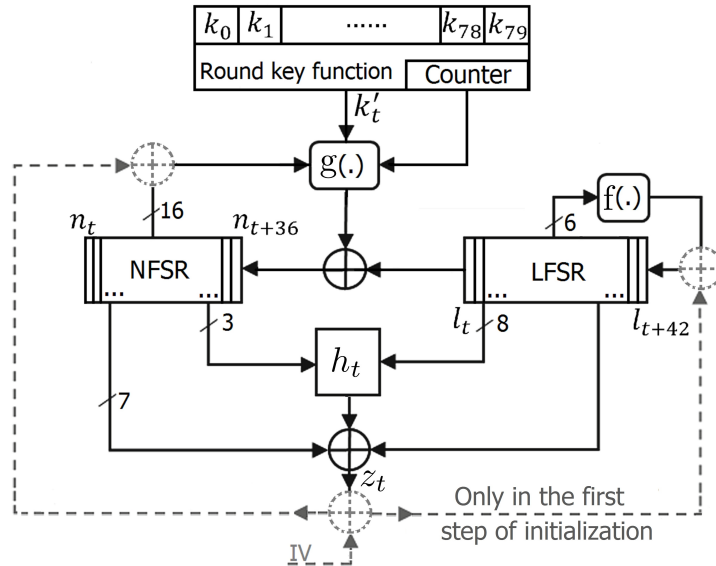 k₀ k₁ ...... k₇₈ k₇₉
Round key function Counter
k′ₜ
g(.)
f(.)
16
6
nₜ nₜ₊₃₆
NFSR
LFSR
... ...
... ...
lₜ 8 lₜ₊₄₂
3
hₜ
7
zₜ
Only in the first
step of initialization
IV